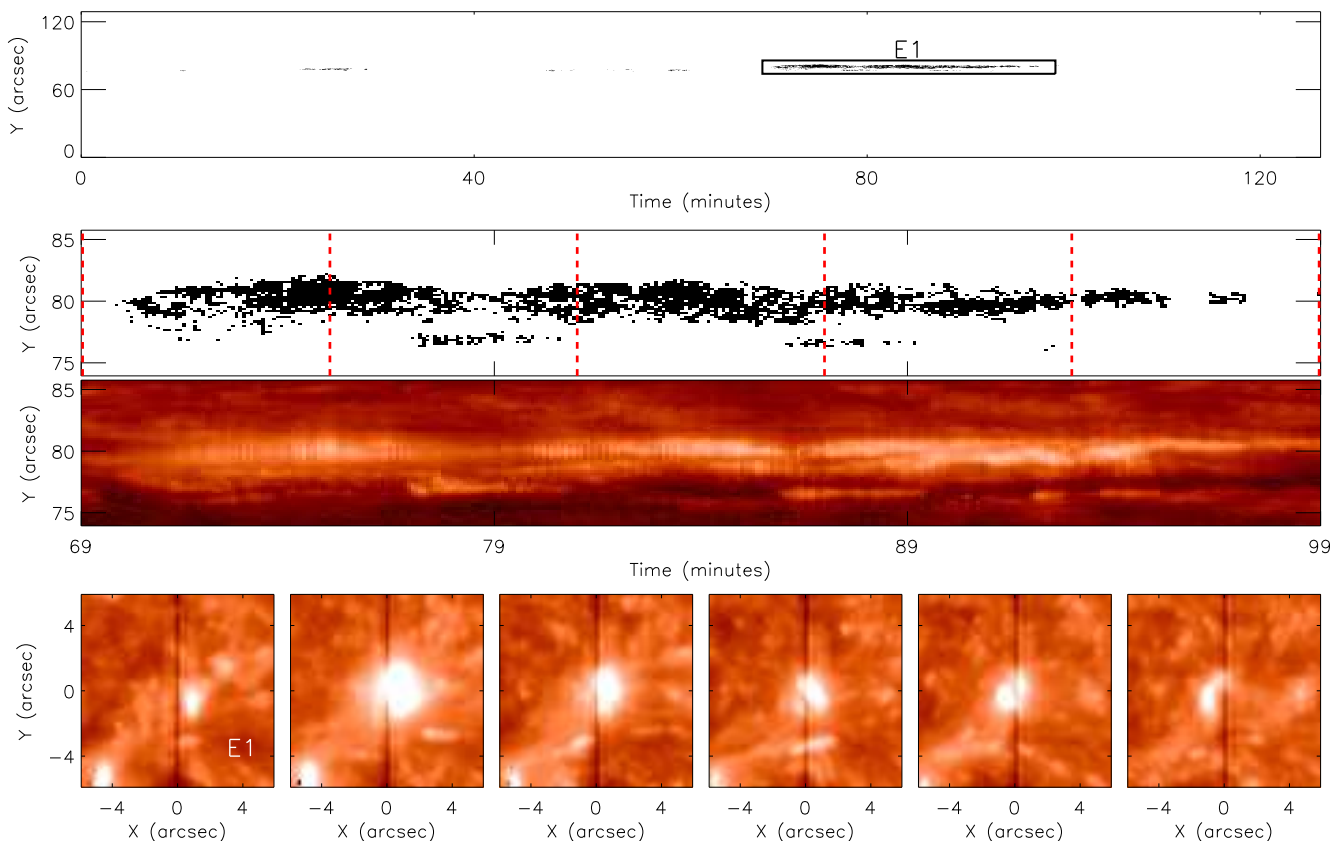 120
60
0
Y (arcsec)
E1
0 40 80 120
Time (minutes)
85
80
75
Y (arcsec)
85
80
75
Y (arcsec)
69 79 89 99
Time (minutes)
4
0
−4
Y (arcsec)
E1
−4 0 4 −4 0 4 −4 0 4 −4 0 4 −4 0 4 −4 0 4
X (arcsec) X (arcsec) X (arcsec) X (arcsec) X (arcsec) X (arcsec)